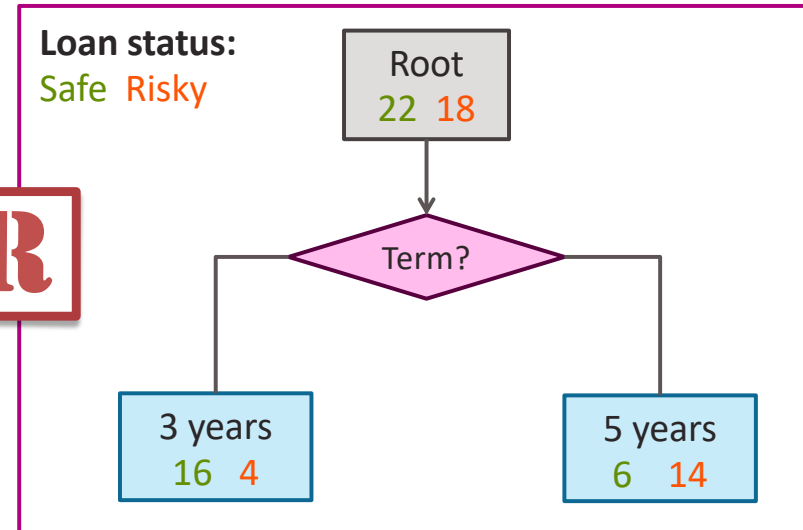 Loan status:
Safe Risky
Root
22 18
R
Term?
3 years
16 4
5 years
6 14